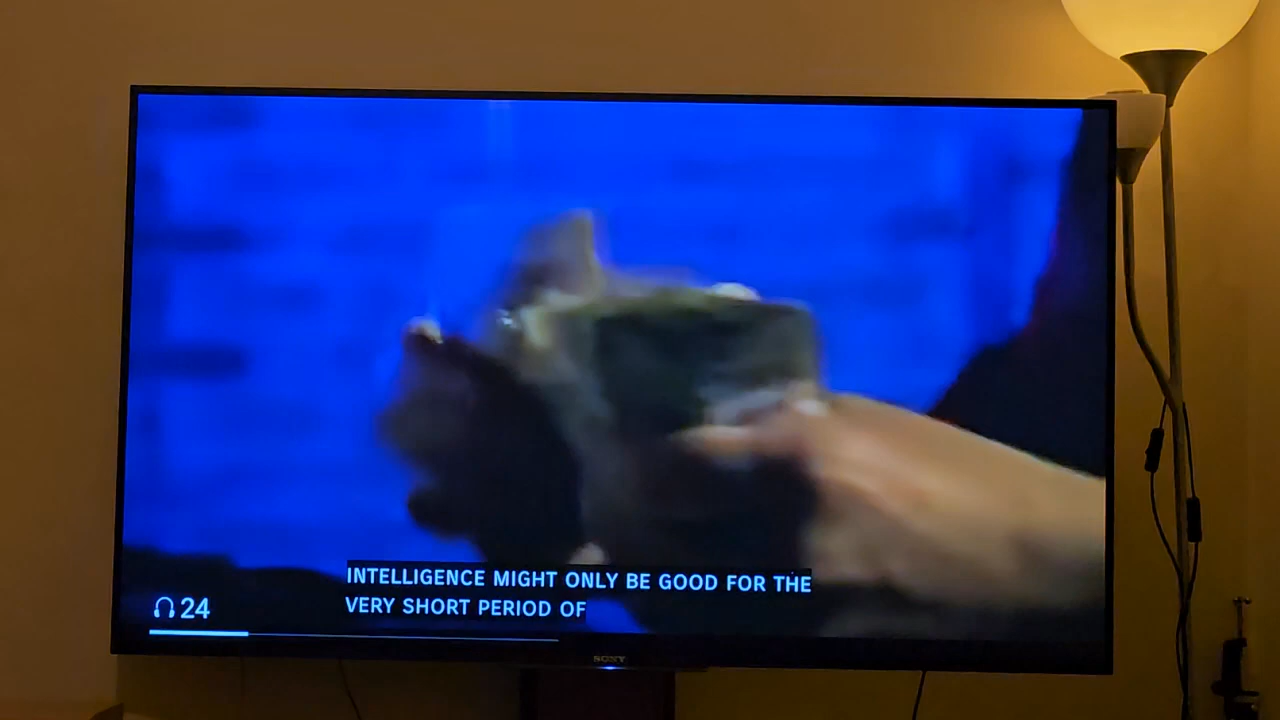 INTELLIGENCE MIGHT ONLY BE GOOD FOR THE
VERY SHORT PERIOD OF
24
SONY